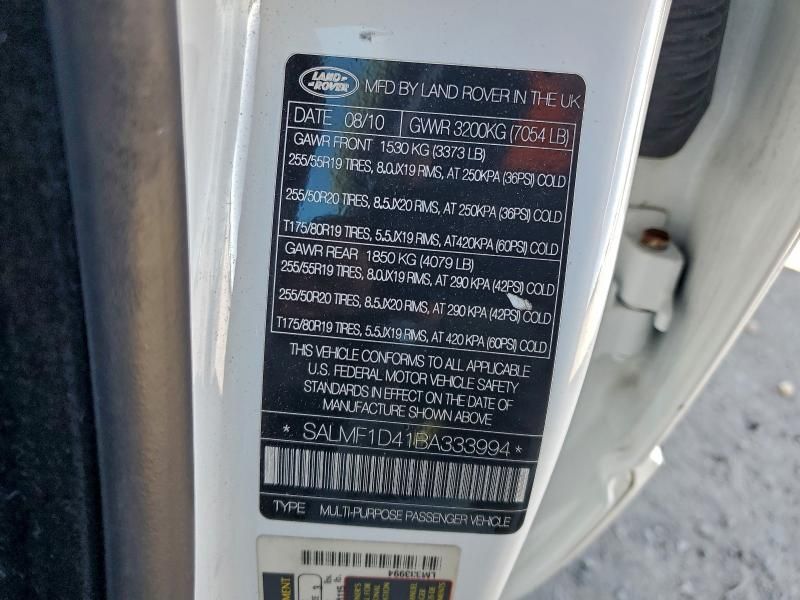 LAND ROVER MFD BY LAND ROVER IN THE UK
DATE 08/10 GWWR 3200KG (7054 LB)
GAWR FRONT 1530 KG (3373 LB)
255/55R19 TIRES, 8.0JX19 RIMS, AT 250KPA (36PSI) COLD
255/50R20 TIRES, 8.5JX20 RIMS, AT 250KPA (36PSI) COLD
T175/80R19 TIRES, 5.5JX19 RIMS, AT 420KPA (60PSI) COLD
GAWR REAR 1850 KG (4079 LB)
255/55R19 TIRES, 8.0JX19 RIMS, AT 290 KPA (42PSI) COLD
255/50R20 TIRES, 8.5JX20 RIMS, AT 290 KPA (42PSI) COLD
T175/80R19 TIRES, 5.5JX19 RIMS, AT 420 KPA (60PSI) COLD
THIS VEHICLE CONFORMS TO ALL APPLICABLE
U.S. FEDERAL MOTOR VEHICLE SAFETY
STANDARDS IN EFFECT ON THE DATE OF
MANUFACTURE SHOWN ABOVE
* SALMF1D41BA333994 *
TYPE MULTI-PURPOSE PASSENGER VEHICLE
LM333994